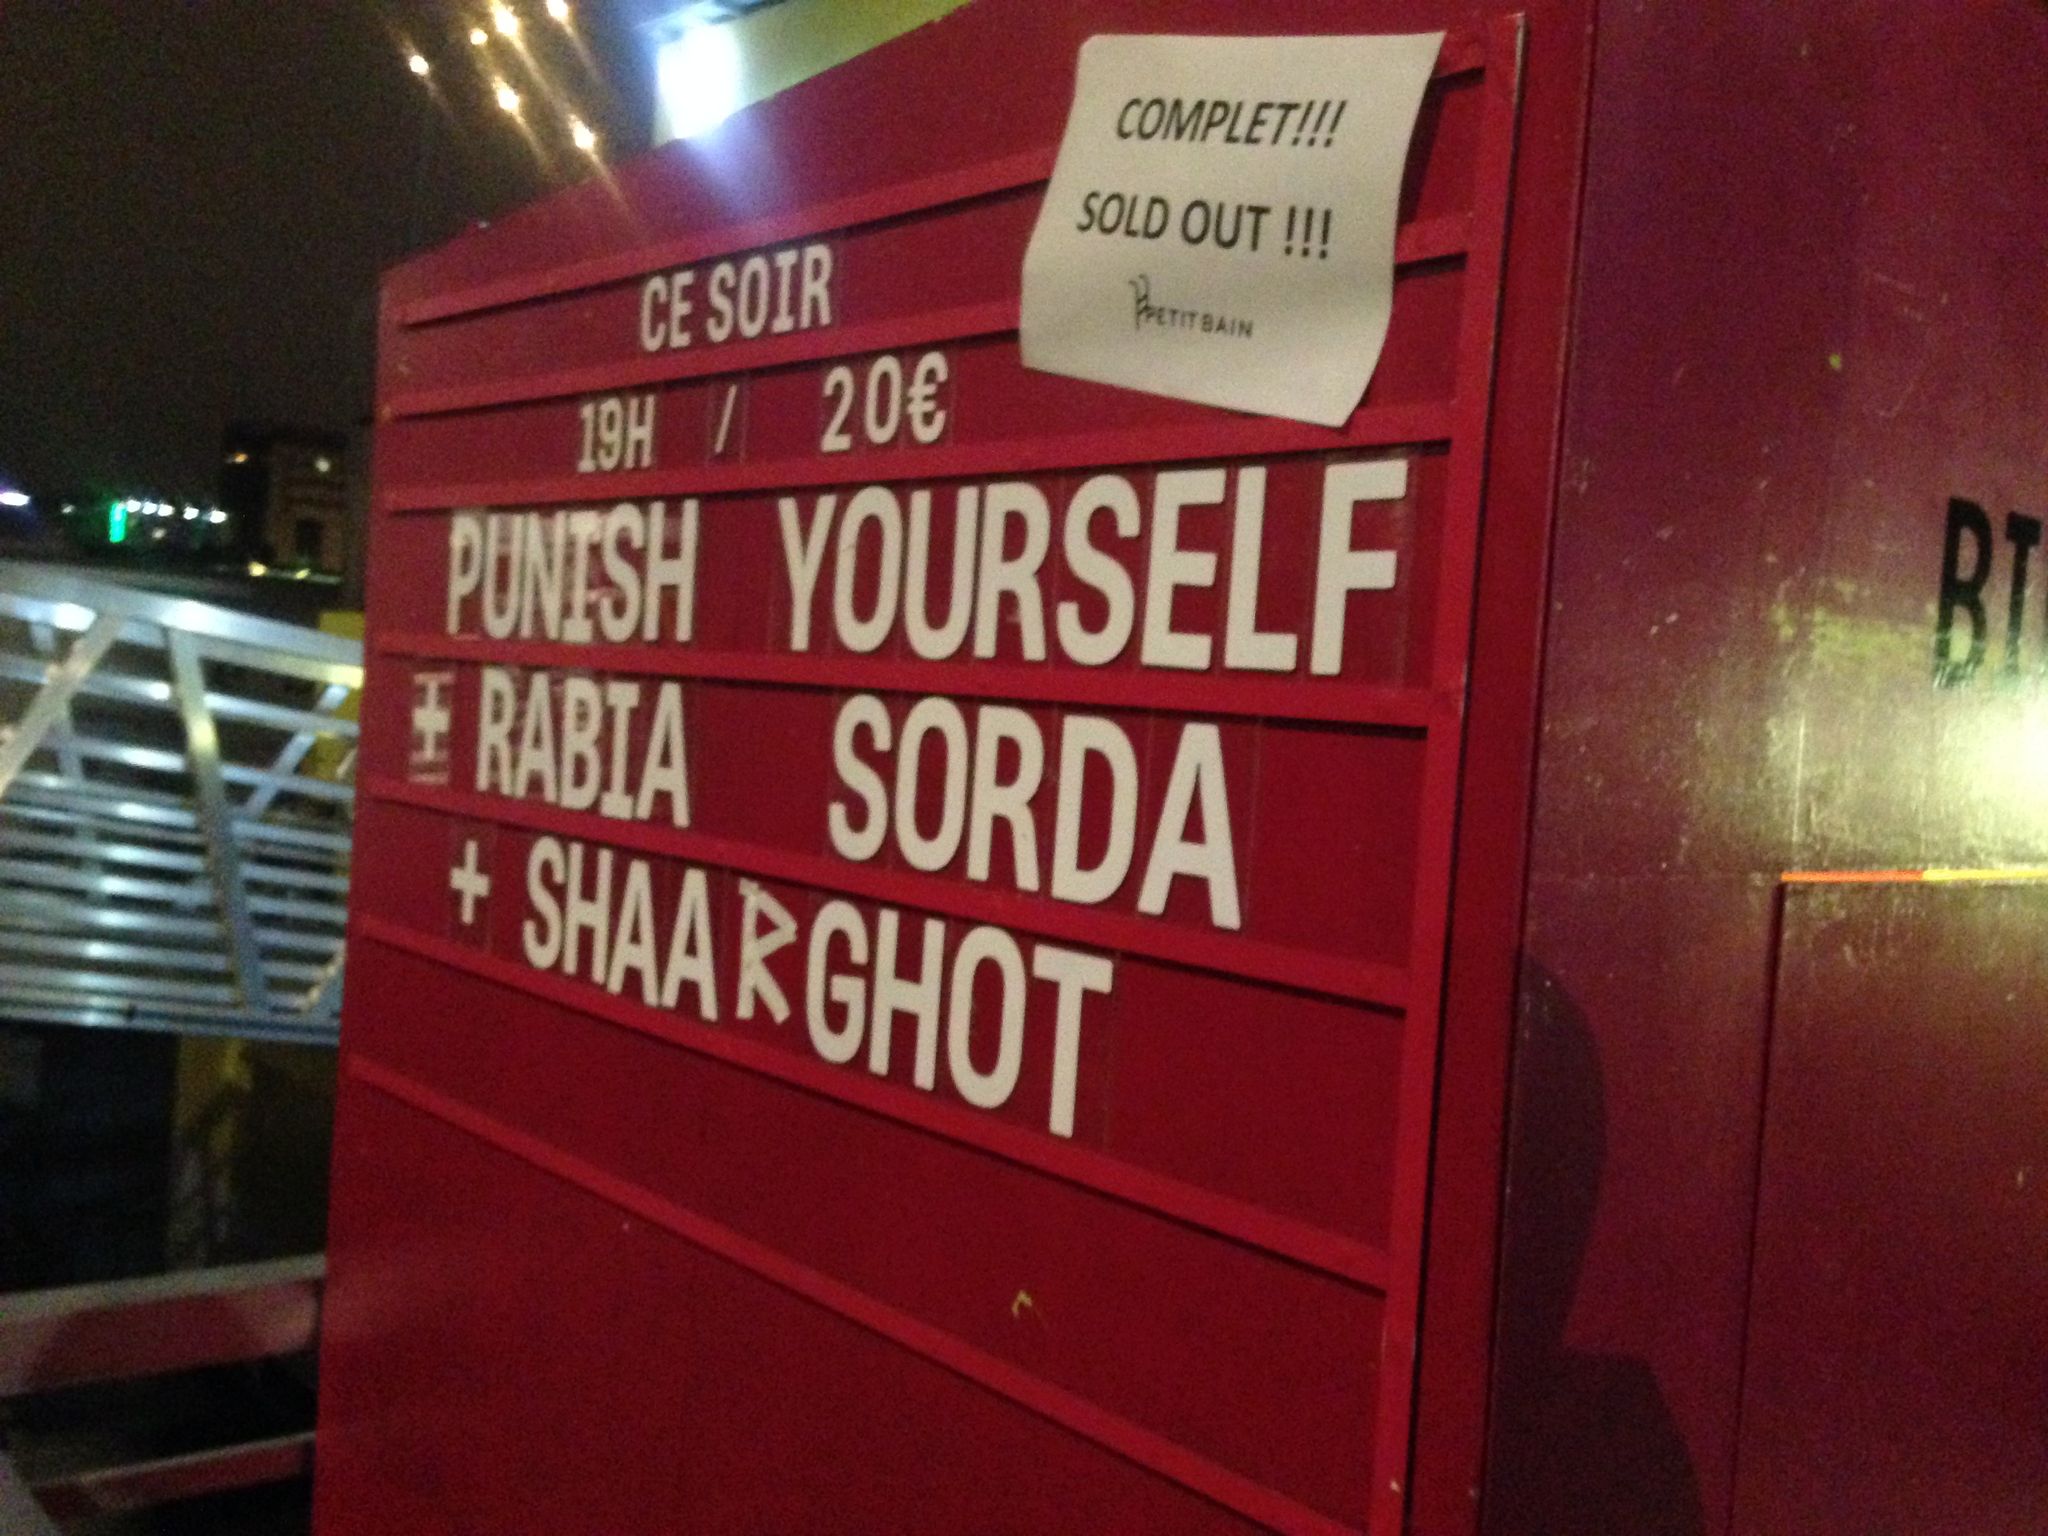 COMPLET!!!
SOLD OUT !!!
PETIT BAIN
CE SOIR
19H / 20€
PUNISH YOURSELF
+ RABIA SORDA
+ SHAARGHOT